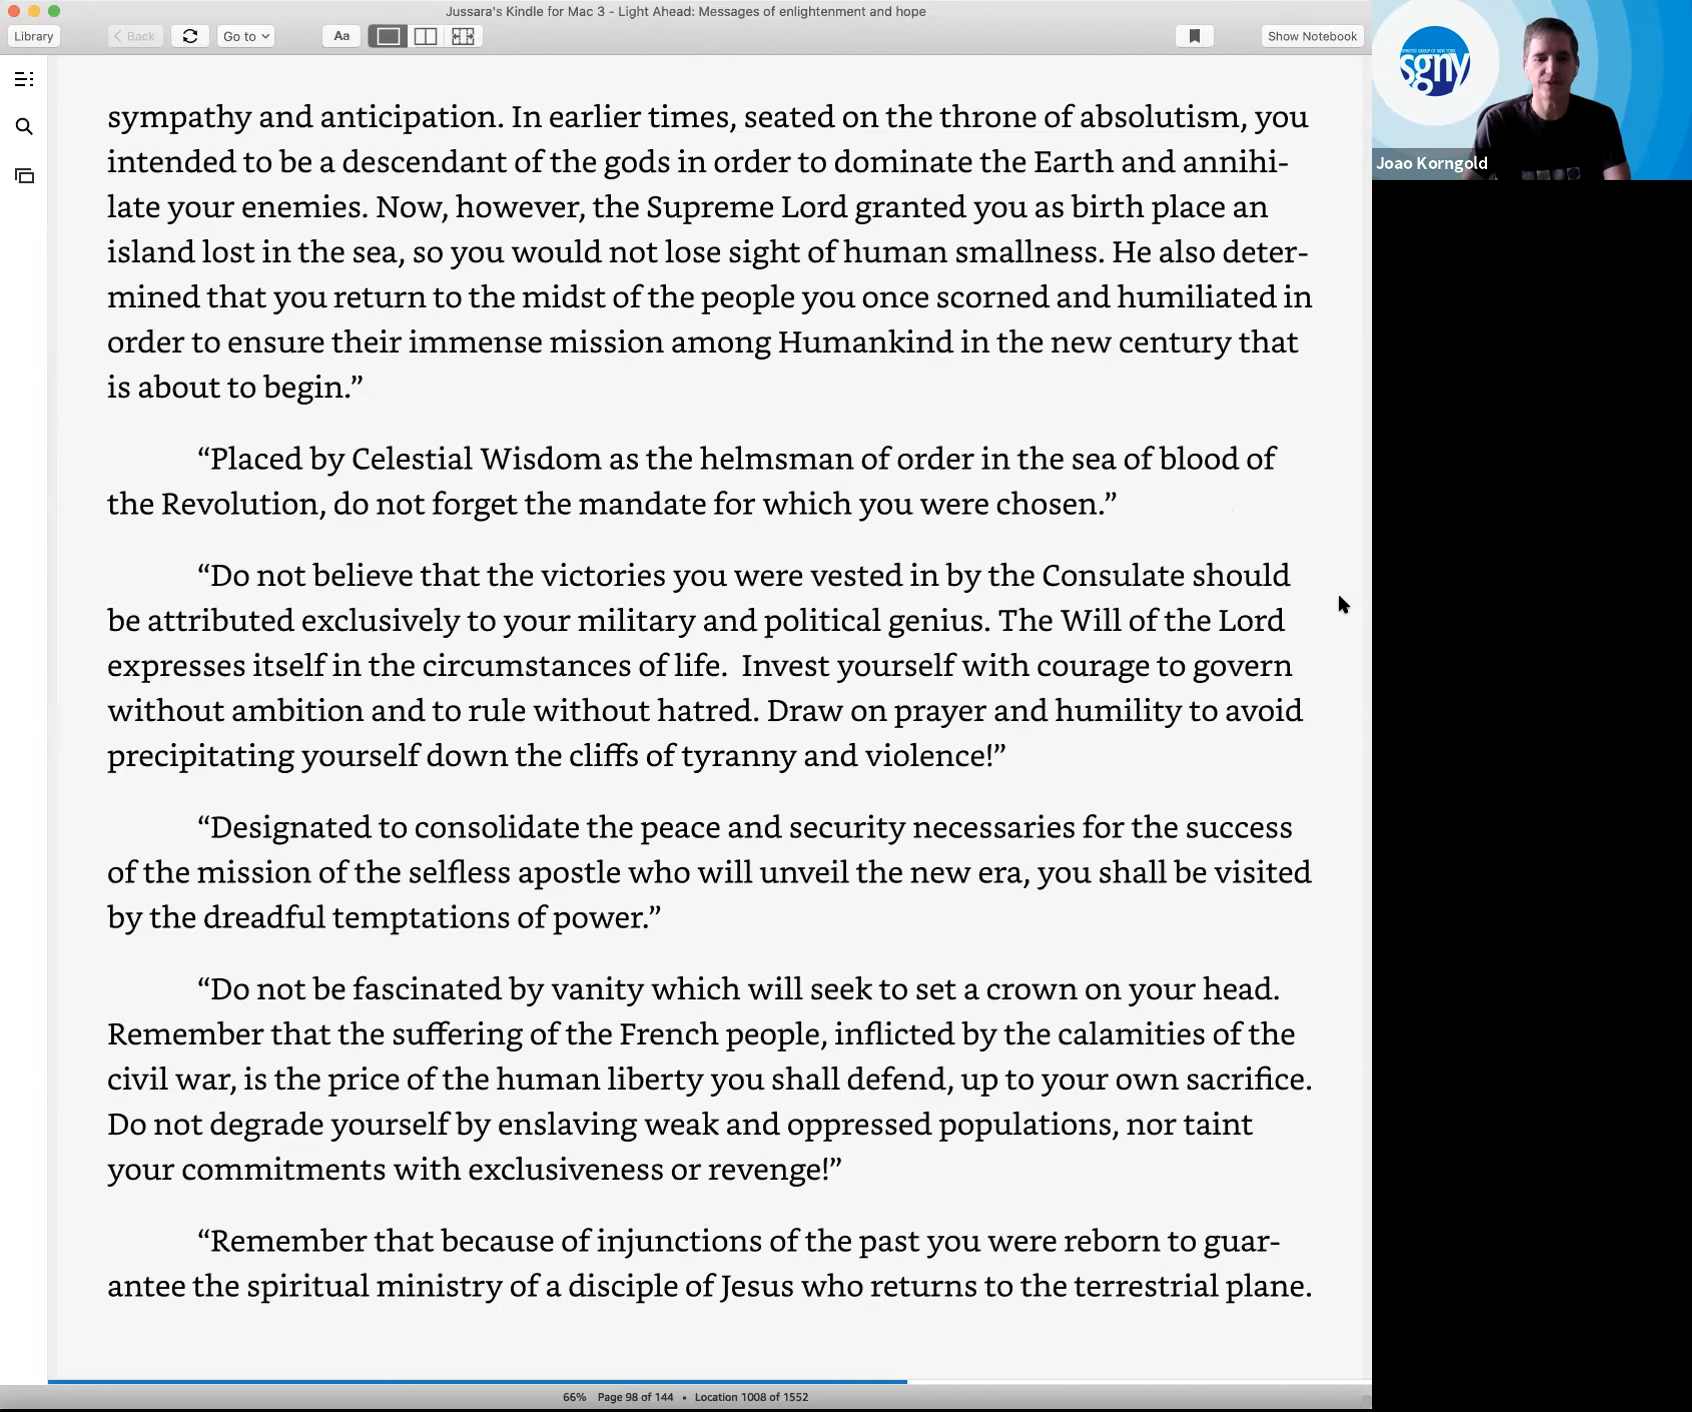 Jussara's Kindle for Mac 3 - Light Ahead: Messages of enlightenment and hope
Library
Back
Go to
Aa
Show Notebook
sympathy and anticipation. In earlier times, seated on the throne of absolutism, you
intended to be a descendant of the gods in order to dominate the Earth and annihi-
late your enemies. Now, however, the Supreme Lord granted you as birth place an
island lost in the sea, so you would not lose sight of human smallness. He also deter-
mined that you return to the midst of the people you once scorned and humiliated in
order to ensure their immense mission among Humankind in the new century that
is about to begin.”
“Placed by Celestial Wisdom as the helmsman of order in the sea of blood of
the Revolution, do not forget the mandate for which you were chosen.”
“Do not believe that the victories you were vested in by the Consulate should
be attributed exclusively to your military and political genius. The Will of the Lord
expresses itself in the circumstances of life.  Invest yourself with courage to govern
without ambition and to rule without hatred. Draw on prayer and humility to avoid
precipitating yourself down the cliffs of tyranny and violence!”
“Designated to consolidate the peace and security necessaries for the success
of the mission of the selfless apostle who will unveil the new era, you shall be visited
by the dreadful temptations of power.”
“Do not be fascinated by vanity which will seek to set a crown on your head.
Remember that the suffering of the French people, inflicted by the calamities of the
civil war, is the price of the human liberty you shall defend, up to your own sacrifice.
Do not degrade yourself by enslaving weak and oppressed populations, nor taint
your commitments with exclusiveness or revenge!”
“Remember that because of injunctions of the past you were reborn to guar-
antee the spiritual ministry of a disciple of Jesus who returns to the terrestrial plane.
66% Page 98 of 144 • Location 1008 of 1552
sgny
Joao Korngold